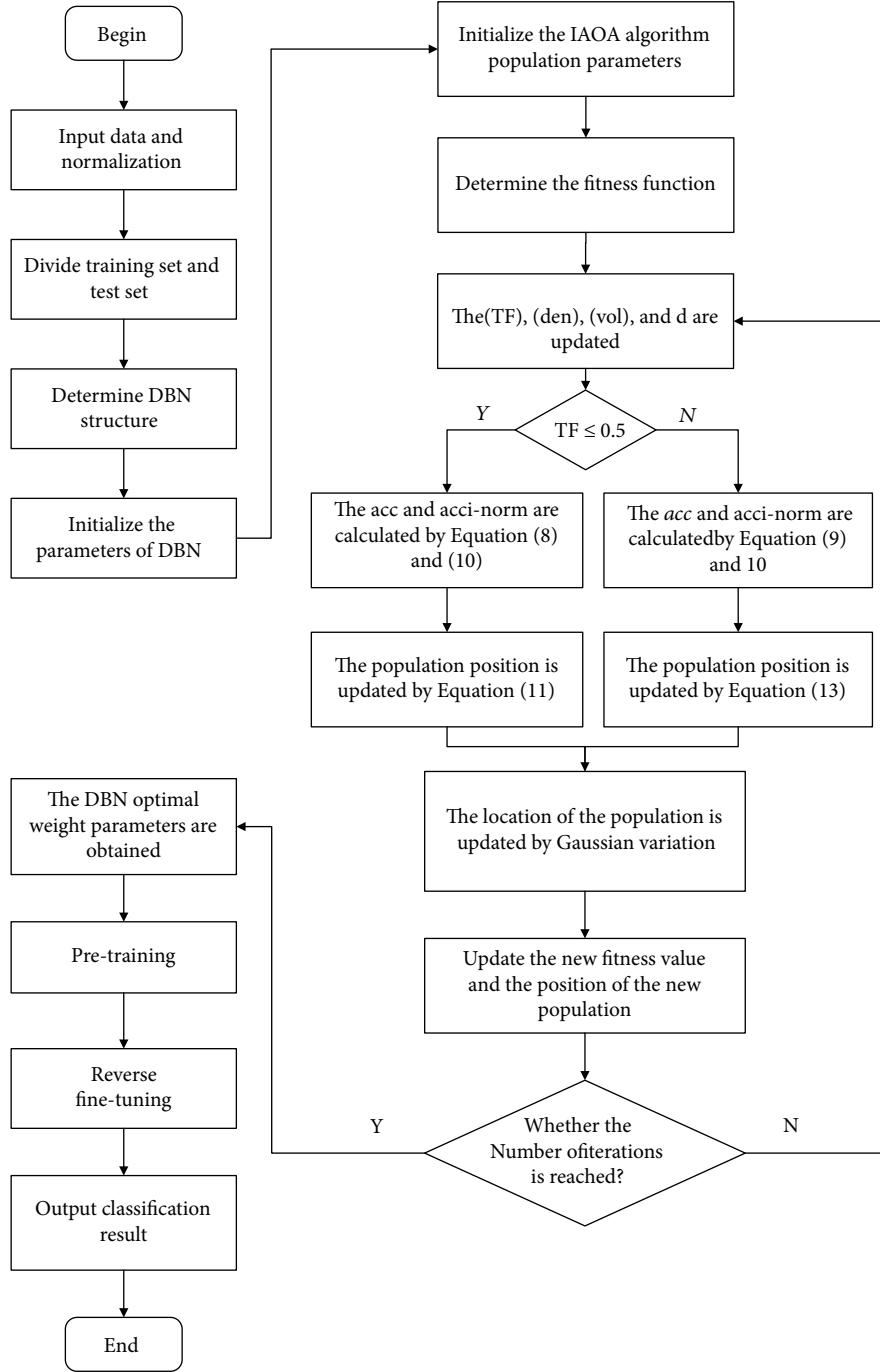 Begin
Input data and
normalization
Divide training set and
test set
Determine DBN
structure
Initialize the
parameters of DBN
Initialize the IAOA algorithm
population parameters
Determine the fitness function
The(TF), (den), (vol), and d are
updated
Y
TF ≤ 0.5
N
The acc and acci-norm are
calculated by Equation (8)
and (10)
The acc and acci-norm are
calculatedby Equation (9)
and 10
The population position is
updated by Equation (11)
The population position is
updated by Equation (13)
The location of the population is
updated by Gaussian variation
Update the new fitness value
and the position of the new
population
Whether the
Number ofiterations
is reached?
Y
N
The DBN optimal
weight parameters are
obtained
Pre-training
Reverse
fine-tuning
Output classification
result
End